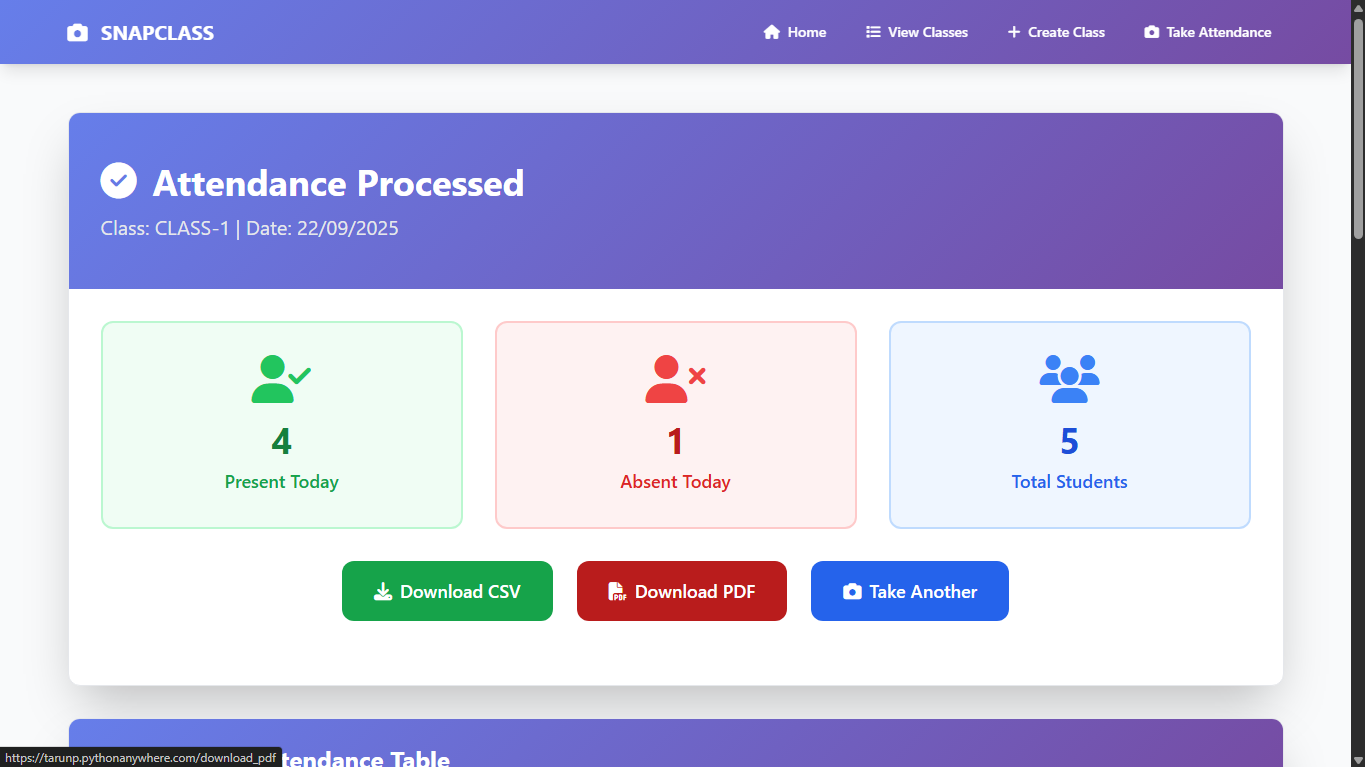 SNAPCLASS
Home
View Classes
Create Class
Take Attendance
Attendance Processed
Class: CLASS-1 | Date: 22/09/2025
4
Present Today
1
Absent Today
5
Total Students
Download CSV
PDF
Download PDF
Take Another
tendance Table
https://tarunp.pythonanywhere.com/download_pdf